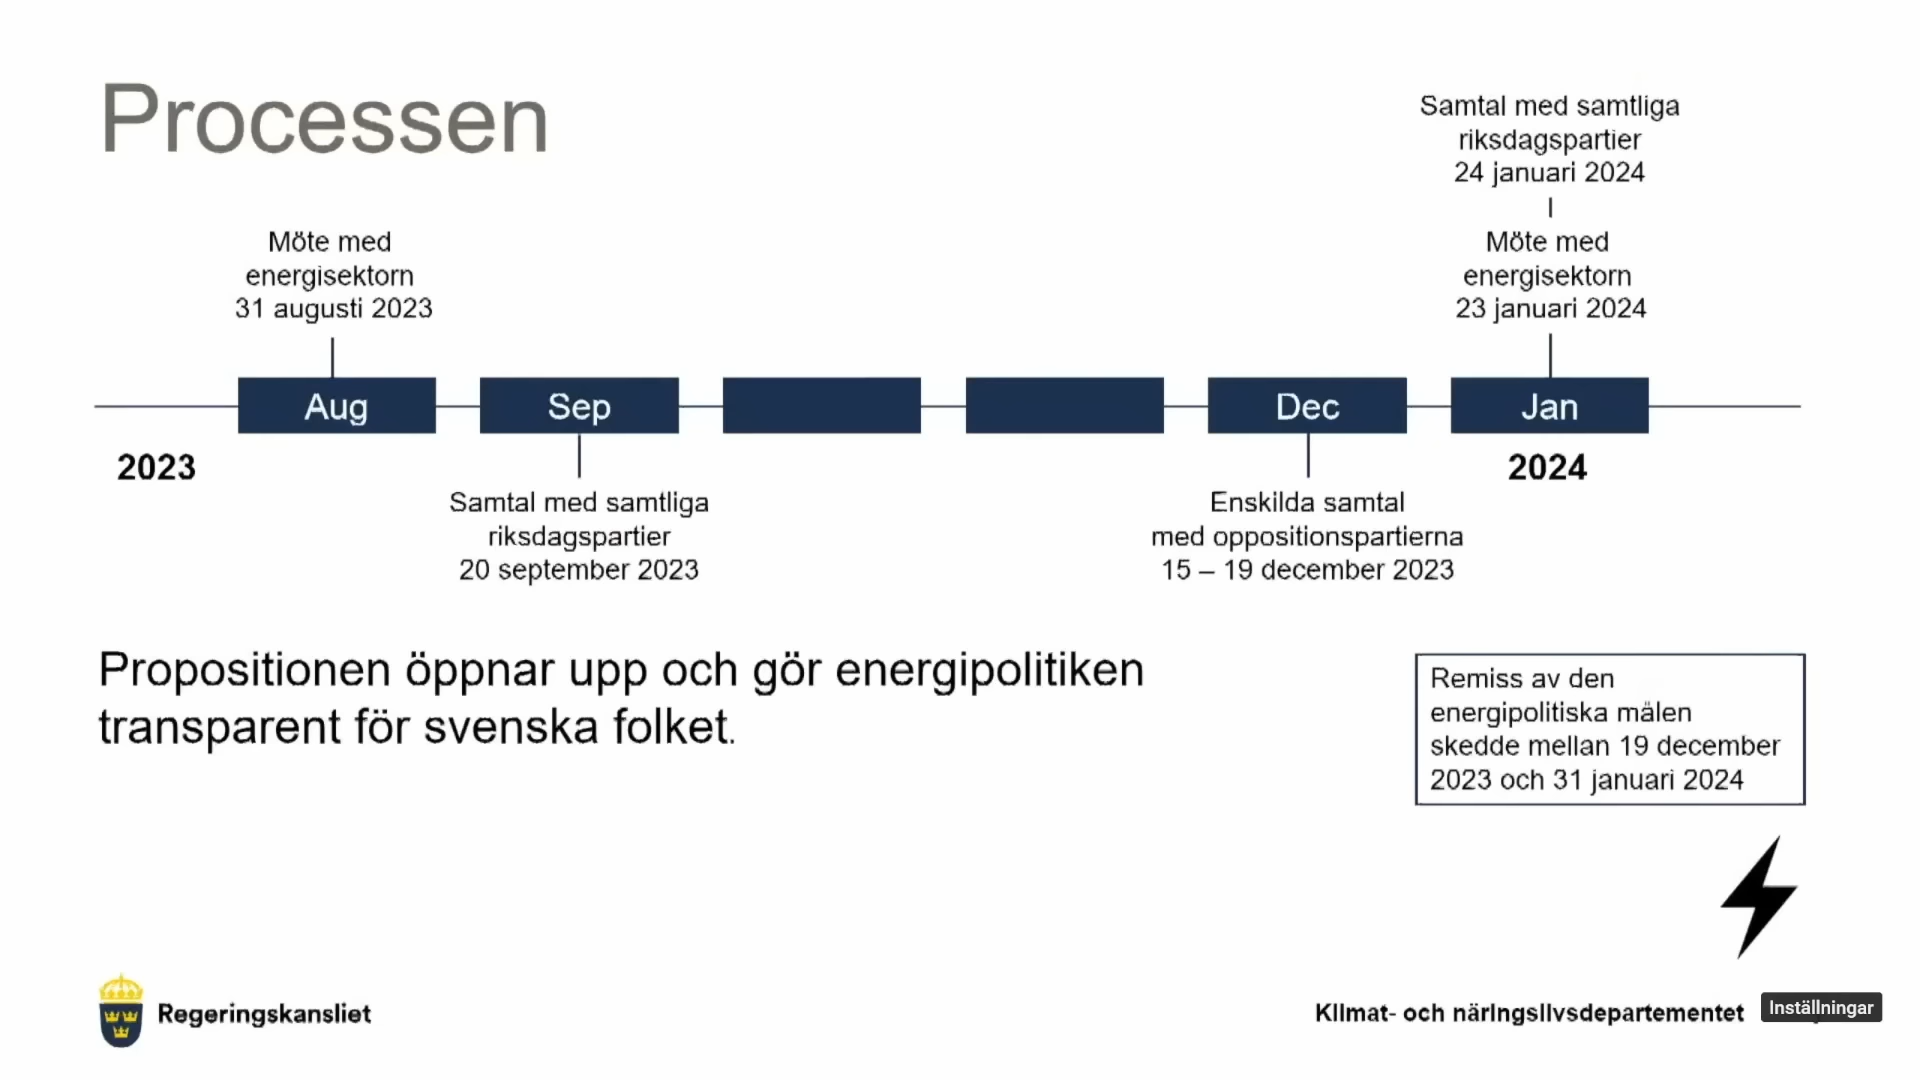 Processen
Samtal med samtliga
riksdagspartier
24 januari 2024
Möte med
energisektorn
31 augusti 2023
Möte med
energisektorn
23 januari 2024
Aug
Sep
Dec
Jan
2023
2024
Samtal med samtliga
riksdagspartier
20 september 2023
Enskilda samtal
med oppositionspartierna
15 – 19 december 2023
Propositionen öppnar upp och gör energipolitiken
transparent för svenska folket.
Remiss av den
energipolitiska målen
skedde mellan 19 december
2023 och 31 januari 2024
Regeringskansliet
Klimat- och näringslivsdepartementet
Inställningar